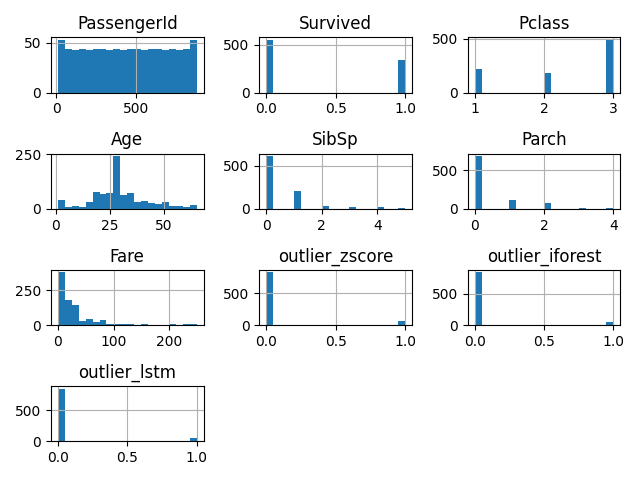 PassengerId Survived Pclass
50 500 500
0 0 0
0 500 0.0 0.5 1.0 1 2 3
Age SibSp Parch
250 500 500
0 0 0
0 25 50 0 2 4 0 2 4
Fare outlier_zscore outlier_iforest
250 500 500
0 0 0
0 100 200 0.0 0.5 1.0 0.0 0.5 1.0
outlier_lstm
500
0
0.0 0.5 1.0